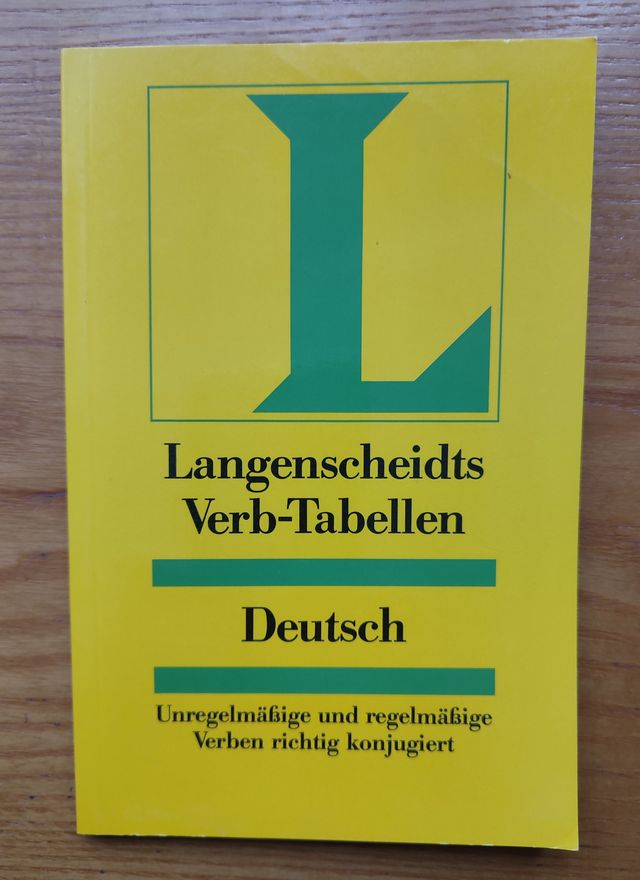 L
Langenscheidts
Verb-Tabellen
Deutsch
Unregelmäßige und regelmäßige
Verben richtig konjugiert